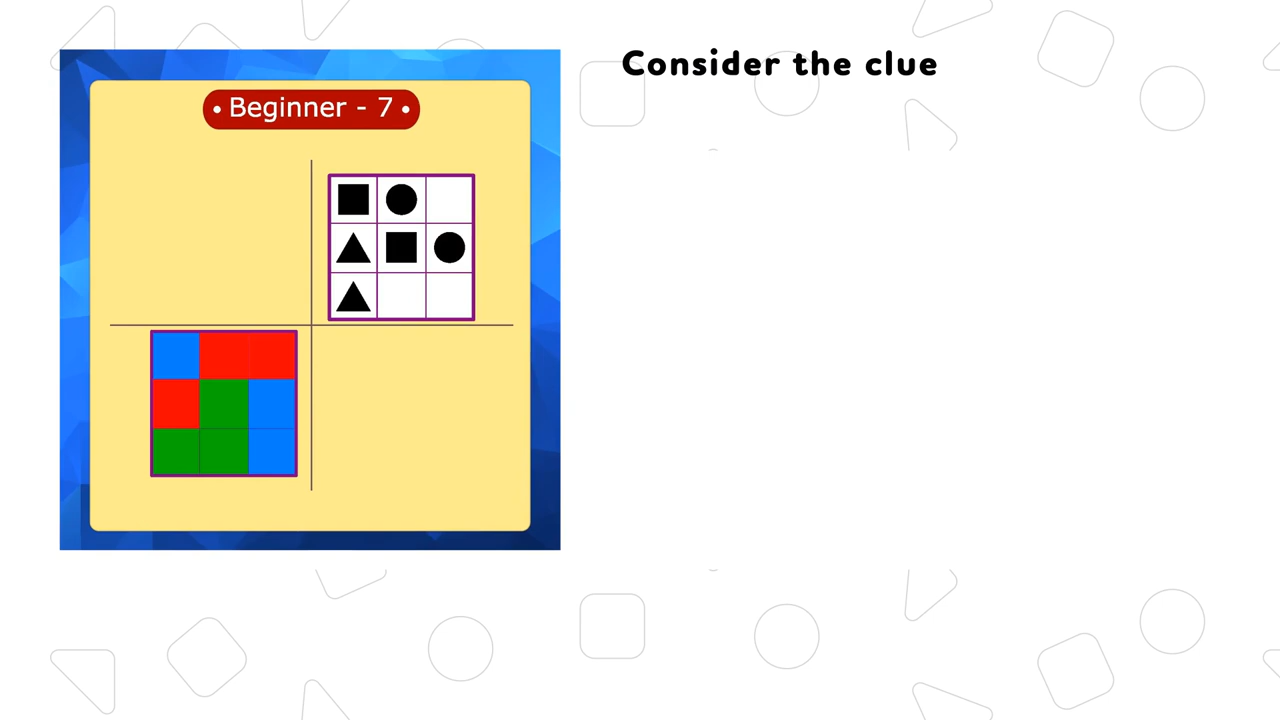 Consider the clue
• Beginner - 7 •